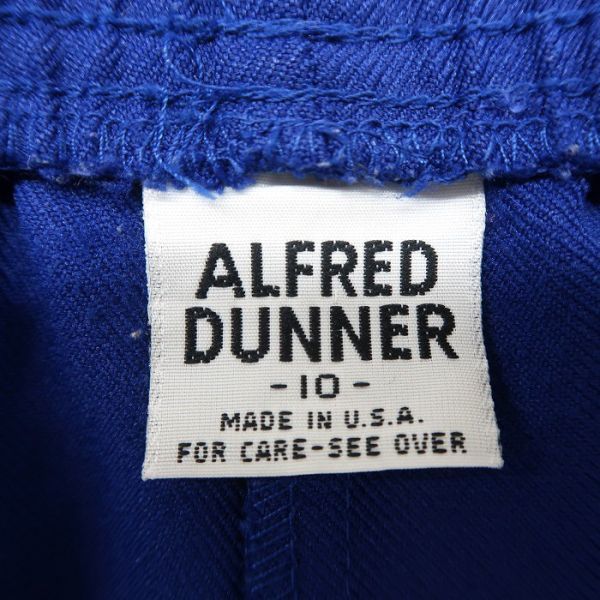 ALFRED
DUNNER
- 10 -
MADE IN U.S.A.
FOR CARE-SEE OVER